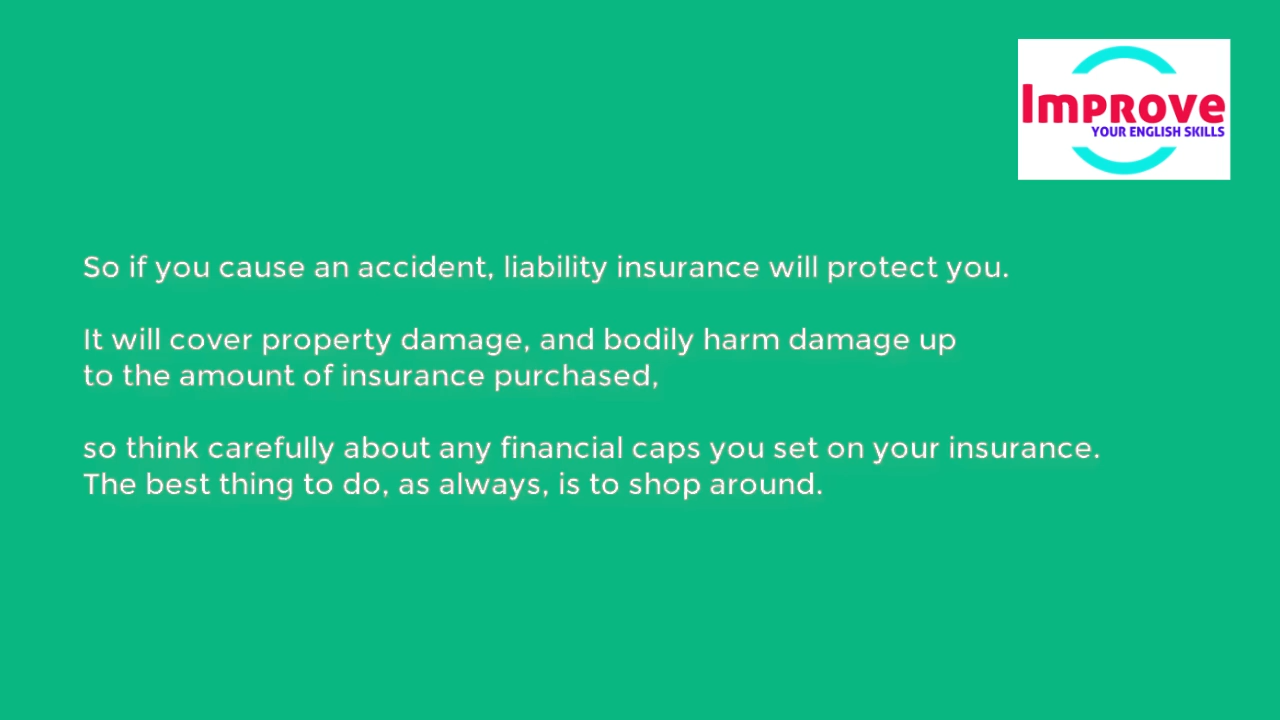 Improve
YOUR ENGLISH SKILLS
So if you cause an accident, liability insurance will protect you.
It will cover property damage, and bodily harm damage up
to the amount of insurance purchased,
so think carefully about any financial caps you set on your insurance.
The best thing to do, as always, is to shop around.